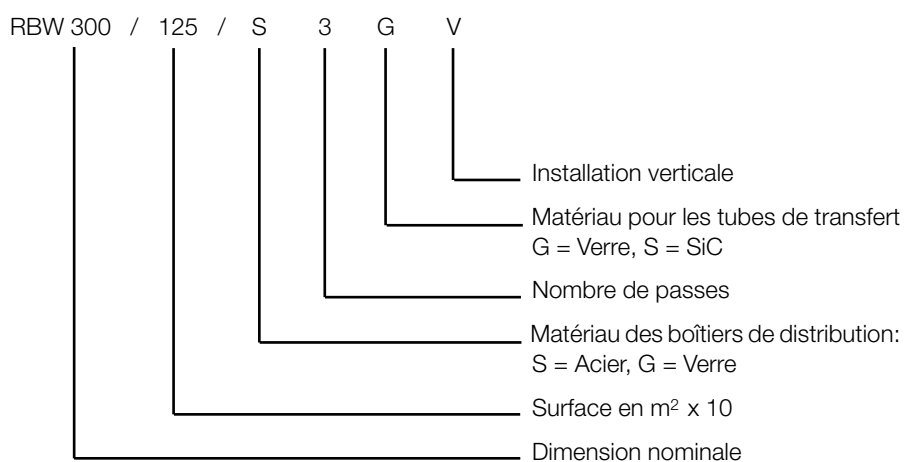 RBW 300 / 125 / S 3 G V
Installation verticale
Matériau pour les tubes de transfert
G = Verre, S = SiC
Nombre de passes
Matériau des boîtiers de distribution:
S = Acier, G = Verre
Surface en m² x 10
Dimension nominale